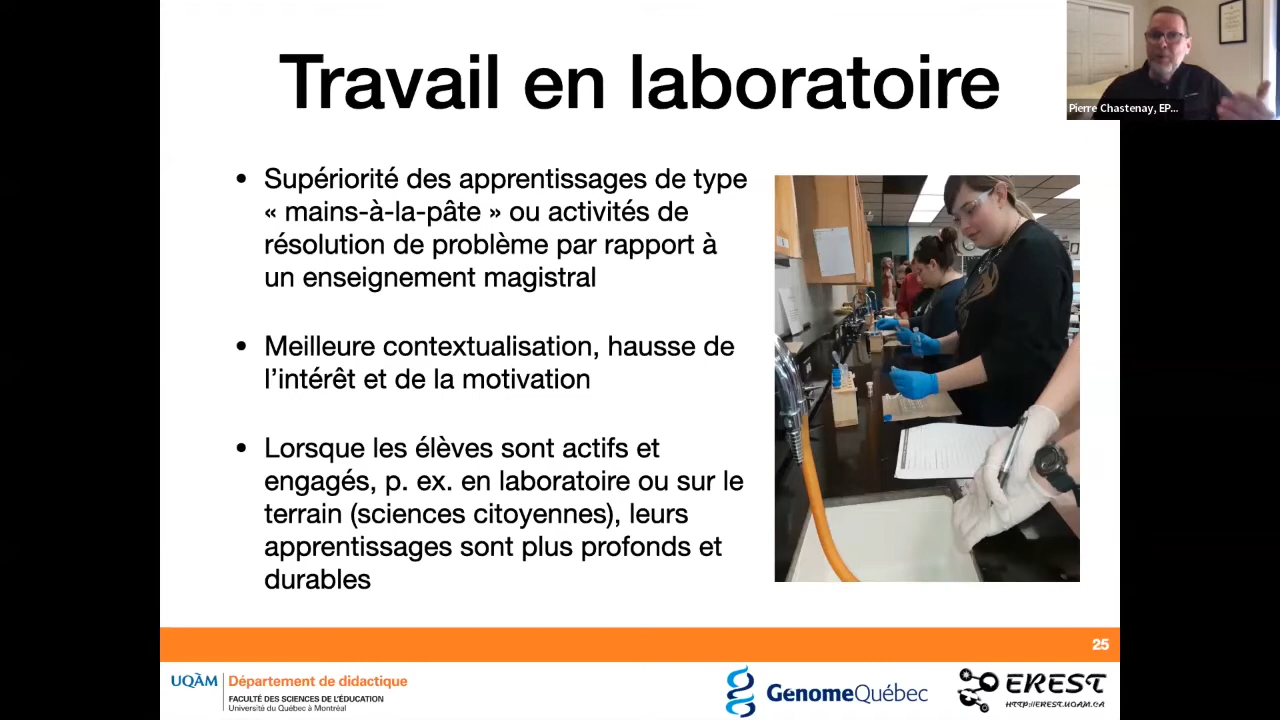 Travail en laboratoire
Pierre Chastenay, EP...
• Supériorité des apprentissages de type
« mains-à-la-pâte » ou activités de
résolution de problème par rapport à
un enseignement magistral
• Meilleure contextualisation, hausse de
l’intérêt et de la motivation
• Lorsque les élèves sont actifs et
engagés, p. ex. en laboratoire ou sur le
terrain (sciences citoyennes), leurs
apprentissages sont plus profonds et
durables
25
UQÀM
Département de didactique
FACULTÉ DES SCIENCES DE L'ÉDUCATION
Université du Québec à Montréal
GenomeQuébec
EREST
HTTP://EREST.UQAM.CA